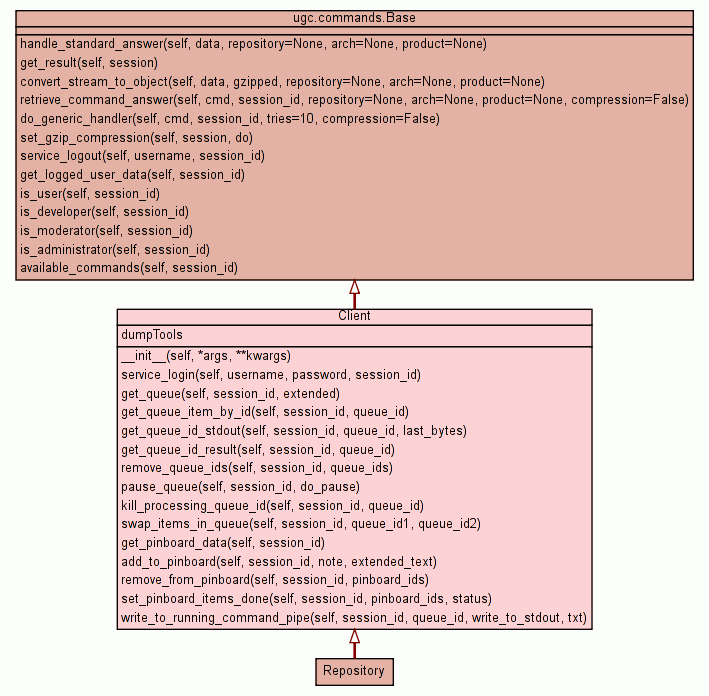 ugc.commands.Base
handle_standard_answer(self, data, repository=None, arch=None, product=None)
get_result(self, session)
convert_stream_to_object(self, data, gzipped, repository=None, arch=None, product=None)
retrieve_command_answer(self, cmd, session_id, repository=None, arch=None, product=None, compression=False)
do_generic_handler(self, cmd, session_id, tries=10, compression=False)
set_gzip_compression(self, session, do)
service_logout(self, username, session_id)
get_logged_user_data(self, session_id)
is_user(self, session_id)
is_developer(self, session_id)
is_moderator(self, session_id)
is_administrator(self, session_id)
available_commands(self, session_id)
Client
dumpTools
__init__(self, *args, **kwargs)
service_login(self, username, password, session_id)
get_queue(self, session_id, extended)
get_queue_item_by_id(self, session_id, queue_id)
get_queue_id_stdout(self, session_id, queue_id, last_bytes)
get_queue_id_result(self, session_id, queue_id)
remove_queue_ids(self, session_id, queue_ids)
pause_queue(self, session_id, do_pause)
kill_processing_queue_id(self, session_id, queue_id)
swap_items_in_queue(self, session_id, queue_id1, queue_id2)
get_pinboard_data(self, session_id)
add_to_pinboard(self, session_id, note, extended_text)
remove_from_pinboard(self, session_id, pinboard_ids)
set_pinboard_items_done(self, session_id, pinboard_ids, status)
write_to_running_command_pipe(self, session_id, queue_id, write_to_stdout, txt)
Repository